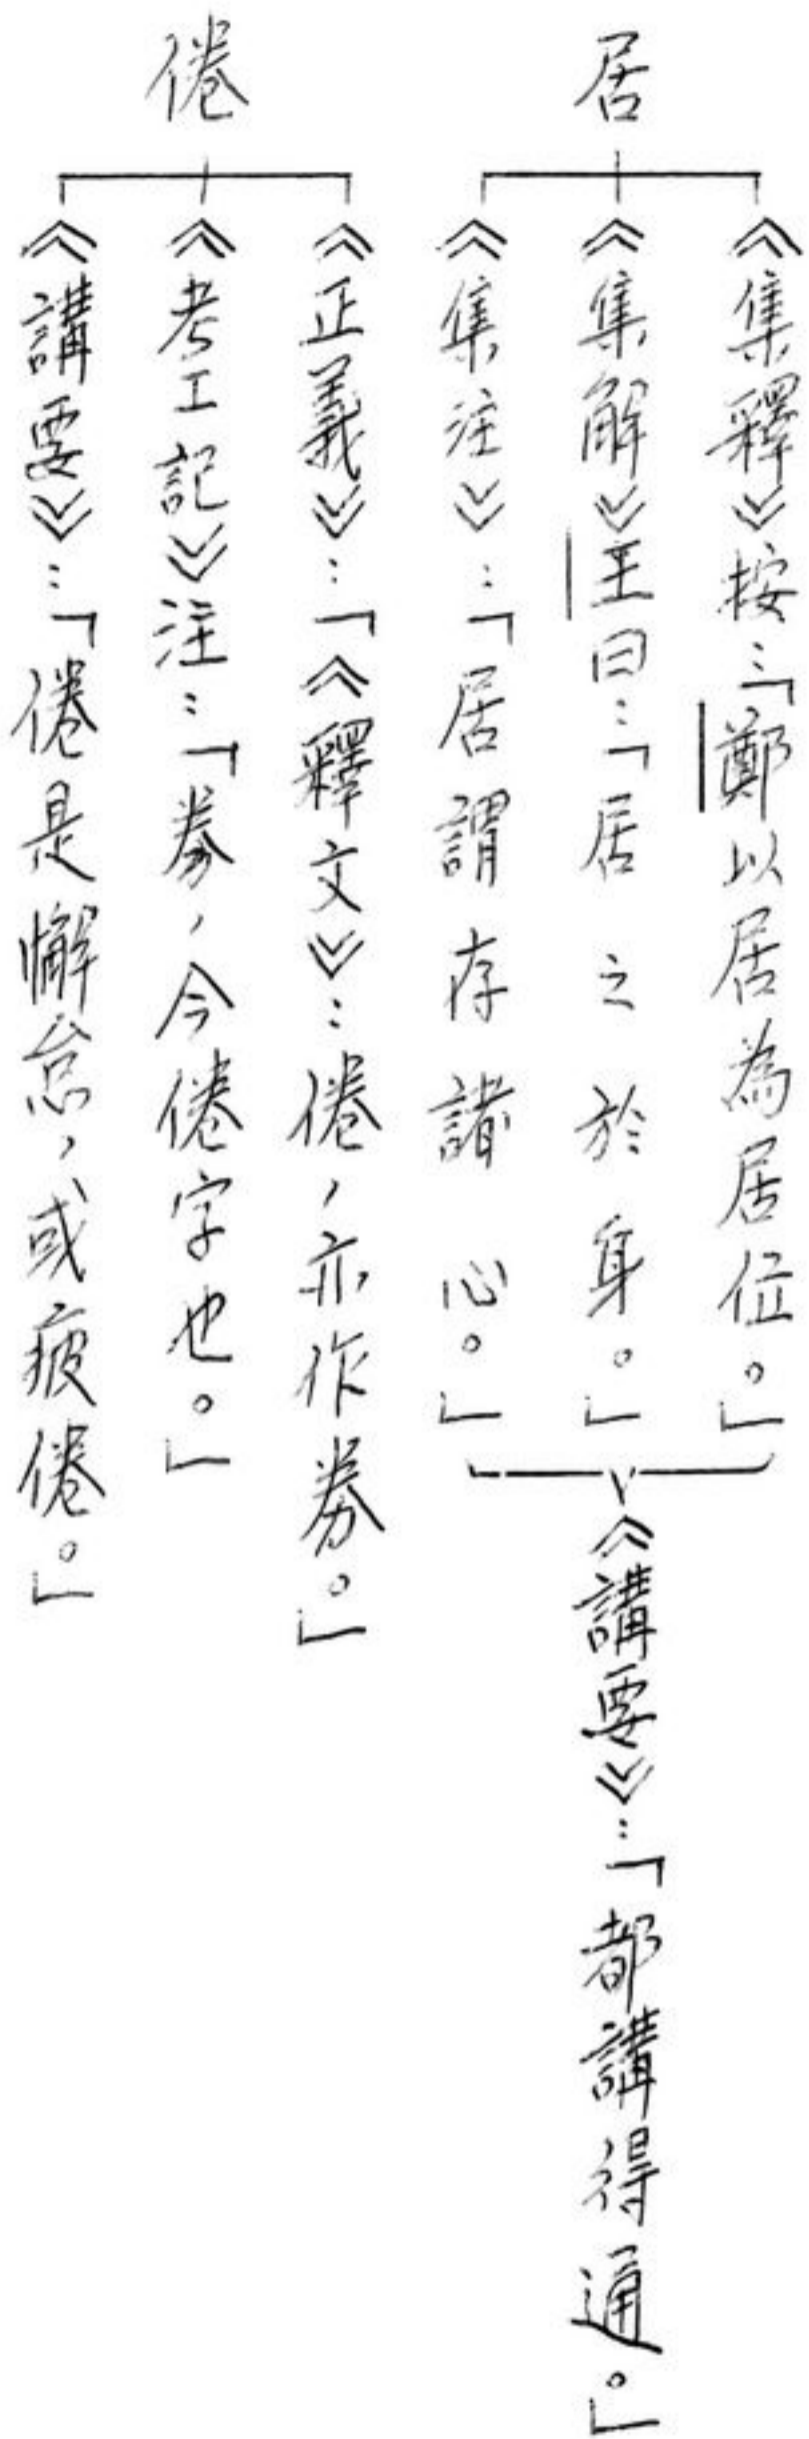 居
《集釋》按：「鄭以居為居位。」
《集解》王曰：「居之於身。」
《集注》：「居謂存諸心。」
《講要》：「都講得通。」
倦
《正義》：「《釋文》：倦，亦作劵。」
《考工記》注：「劵，今倦字也。」
《講要》：「倦是懈怠，或疲倦。」